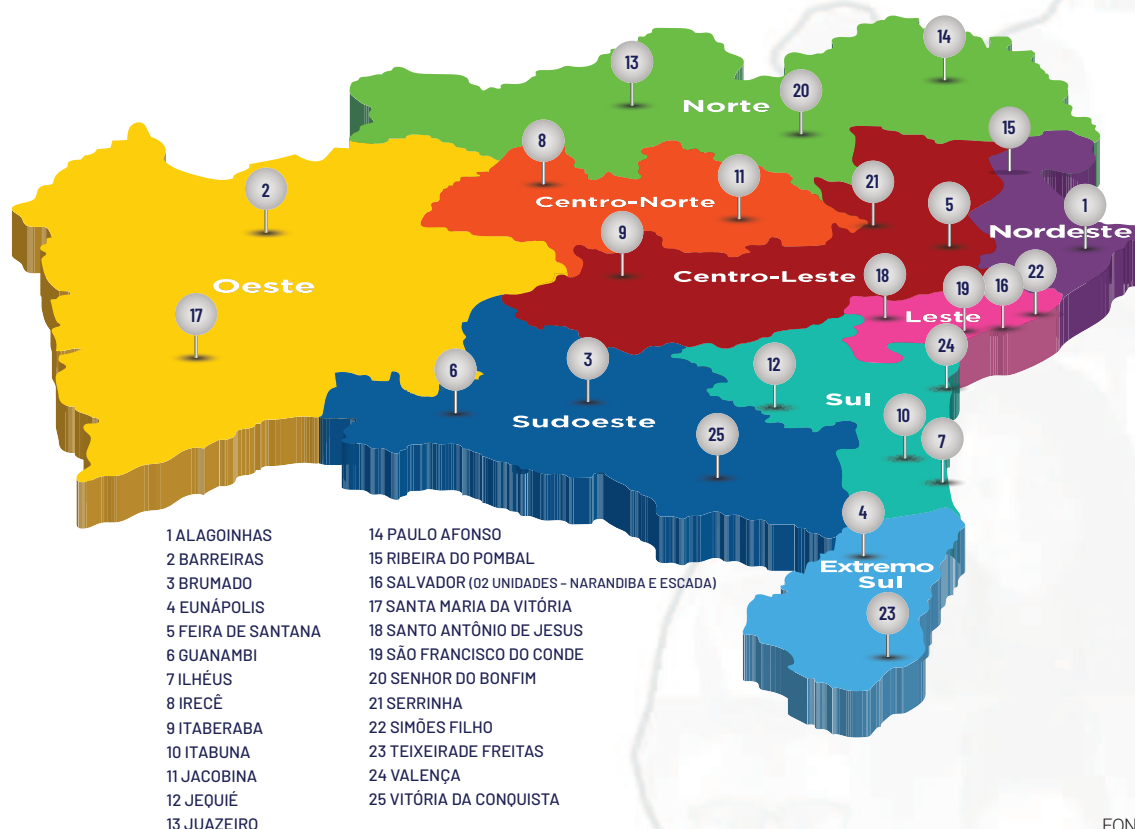 14
13
20
Norte
15
8
11
21
2
Centro-Norte
5
1
9
Nordeste
Centro-Leste
18
22
Oeste
19
16
17
Leste
24
3
12
6
Sul
10
Sudoeste
25
7
4
Extremo
Sul
23
1 ALAGOINHAS
2 BARREIRAS
3 BRUMADO
4 EUNÁPOLIS
5 FEIRA DE SANTANA
6 GUANAMBI
7 ILHÉUS
8 IRECÊ
9 ITABERABA
10 ITABUNA
11 JACOBINA
12 JEQUIÉ
13 JUAZEIRO
14 PAULO AFONSO
15 RIBEIRA DO POMBAL
16 SALVADOR (02 UNIDADES – NARANDIBA E ESCADA)
17 SANTA MARIA DA VITÓRIA
18 SANTO ANTÔNIO DE JESUS
19 SÃO FRANCISCO DO CONDE
20 SENHOR DO BONFIM
21 SERRINHA
22 SIMÕES FILHO
23 TEIXEIRADE FREITAS
24 VALENÇA
25 VITÓRIA DA CONQUISTA
FON